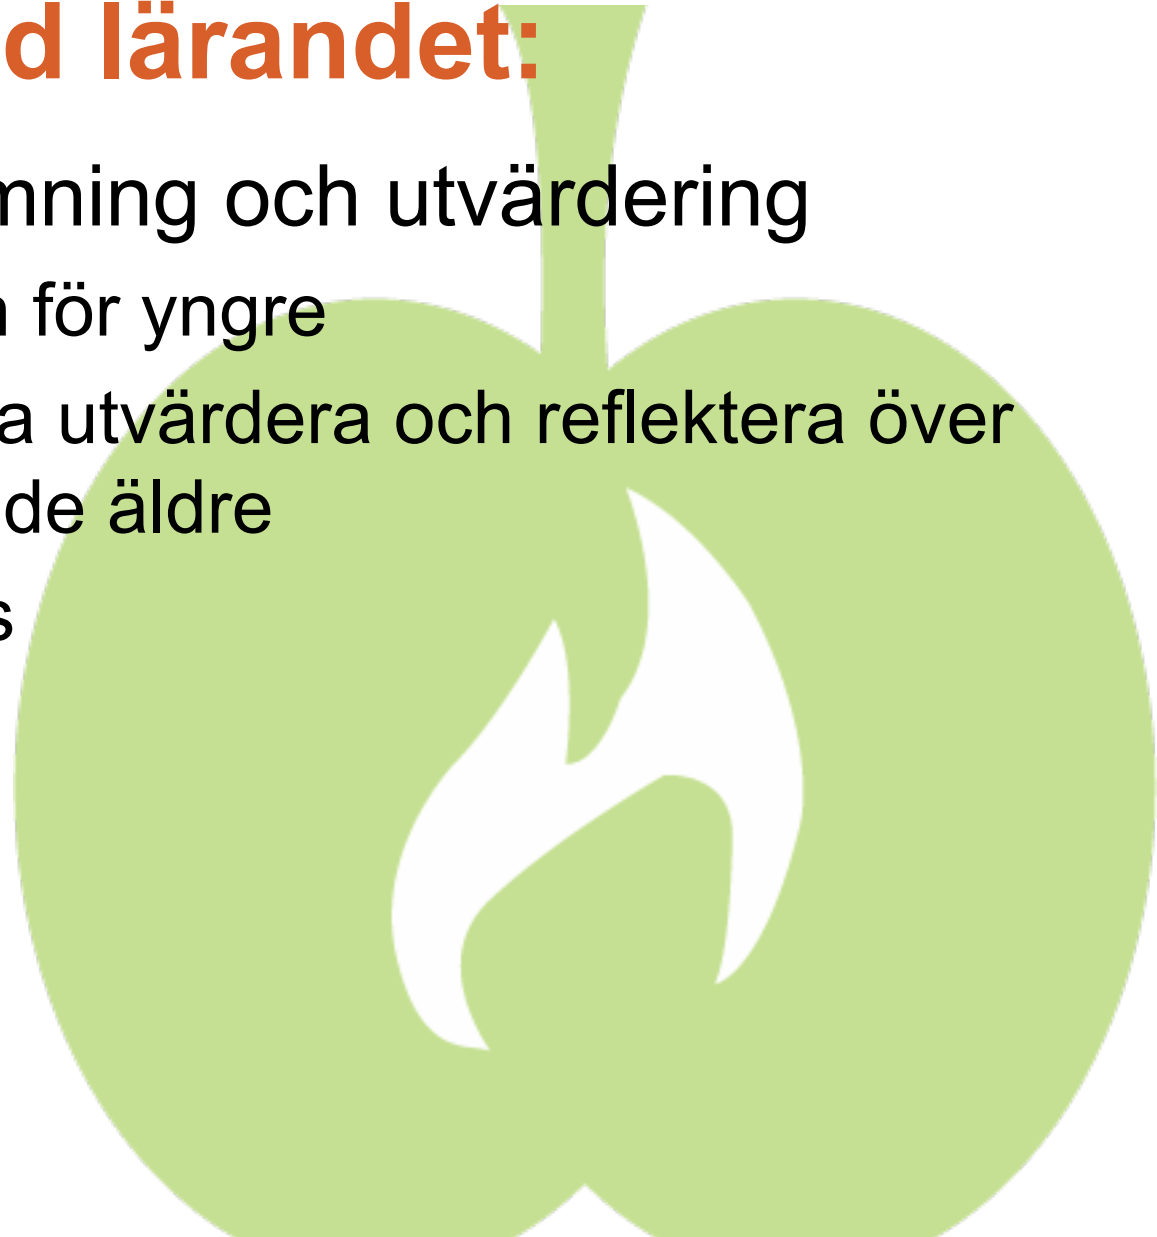 d lärandet:
mning och utvärdering
för yngre
a utvärdera och reflektera över
de äldre
s